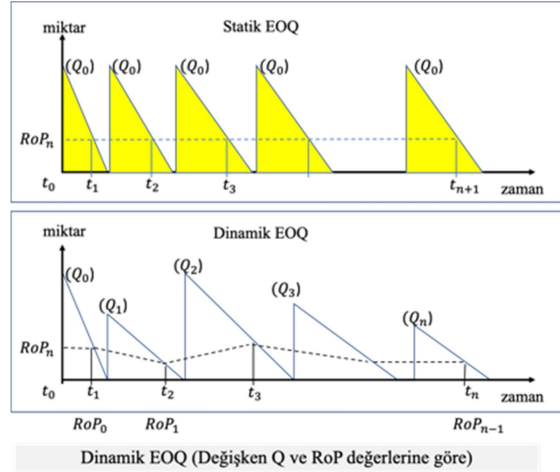 miktar
Statik EOQ
(Q₀) (Q₀) (Q₀) (Q₀) (Q₀)
RoPₙ
t₀ t₁ t₂ t₃ tₙ₊₁ zaman
miktar
Dinamik EOQ
(Q₀) (Q₁) (Q₂) (Q₃) (Qₙ)
RoPₙ
t₀ t₁ t₂ t₃ tₙ zaman
RoP₀ RoP₁ RoPₙ₋₁
Dinamik EOQ (Değişken Q ve RoP değerlerine göre)